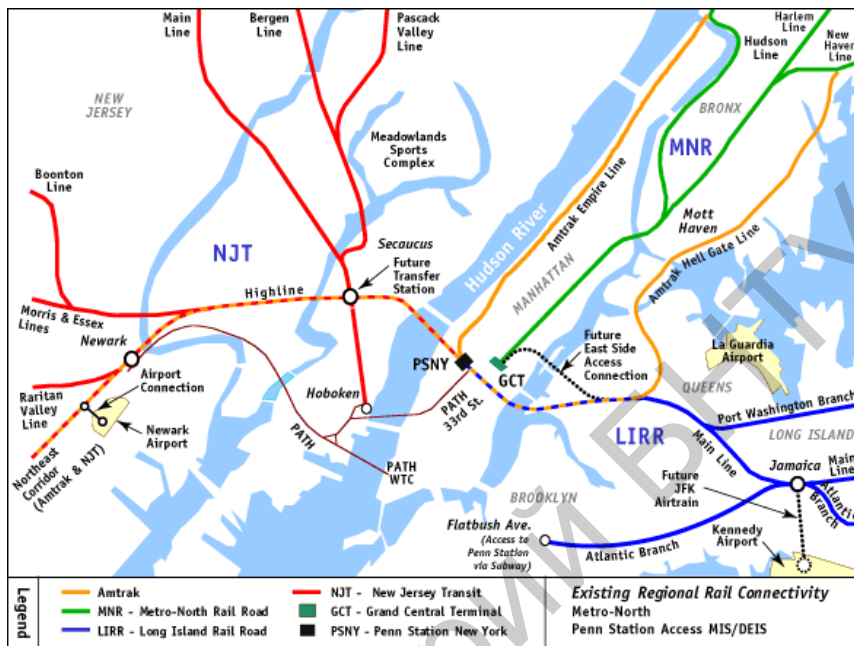 Main
Line
Bergen
Line
Pascack
Valley
Line
Harlem
Line
Hudson
Line
New
Haven
Line
NEW
JERSEY
BRONX
MNR
Meadowlands
Sports
Complex
Boonton
Line
Hudson River
Amtrak Empire Line
Mott
Haven
NJT
Secaucus
Future
Transfer
Station
Highline
MANHATTAN
Amtrak Hell Gate Line
Morris & Essex
Lines
Newark
Future
East Side
Access
Connection
La Guardia
Airport
PSNY
GCT
Airport
Connection
Raritan
Valley
Line
Hoboken
PATH
33rd St.
QUEENS
Port Washington Branch
Newark
Airport
Northeast
Corridor
(Amtrak & NJT)
PATH
PATH
WTC
LIRR
Main Line
LONG ISLAND
Jamaica
Main
Line
Atlantic
Branch
Future
JFK
Airtrain
BROOKLYN
Flatbush Ave.
(Access to
Penn Station
via Subway)
Atlantic Branch
Kennedy
Airport
Legend
Amtrak
MNR - Metro-North Rail Road
LIRR - Long Island Rail Road
NJT - New Jersey Transit
GCT - Grand Central Terminal
PSNY - Penn Station New York
Existing Regional Rail Connectivity
Metro-North
Penn Station Access MIS/DEIS
БНТУ